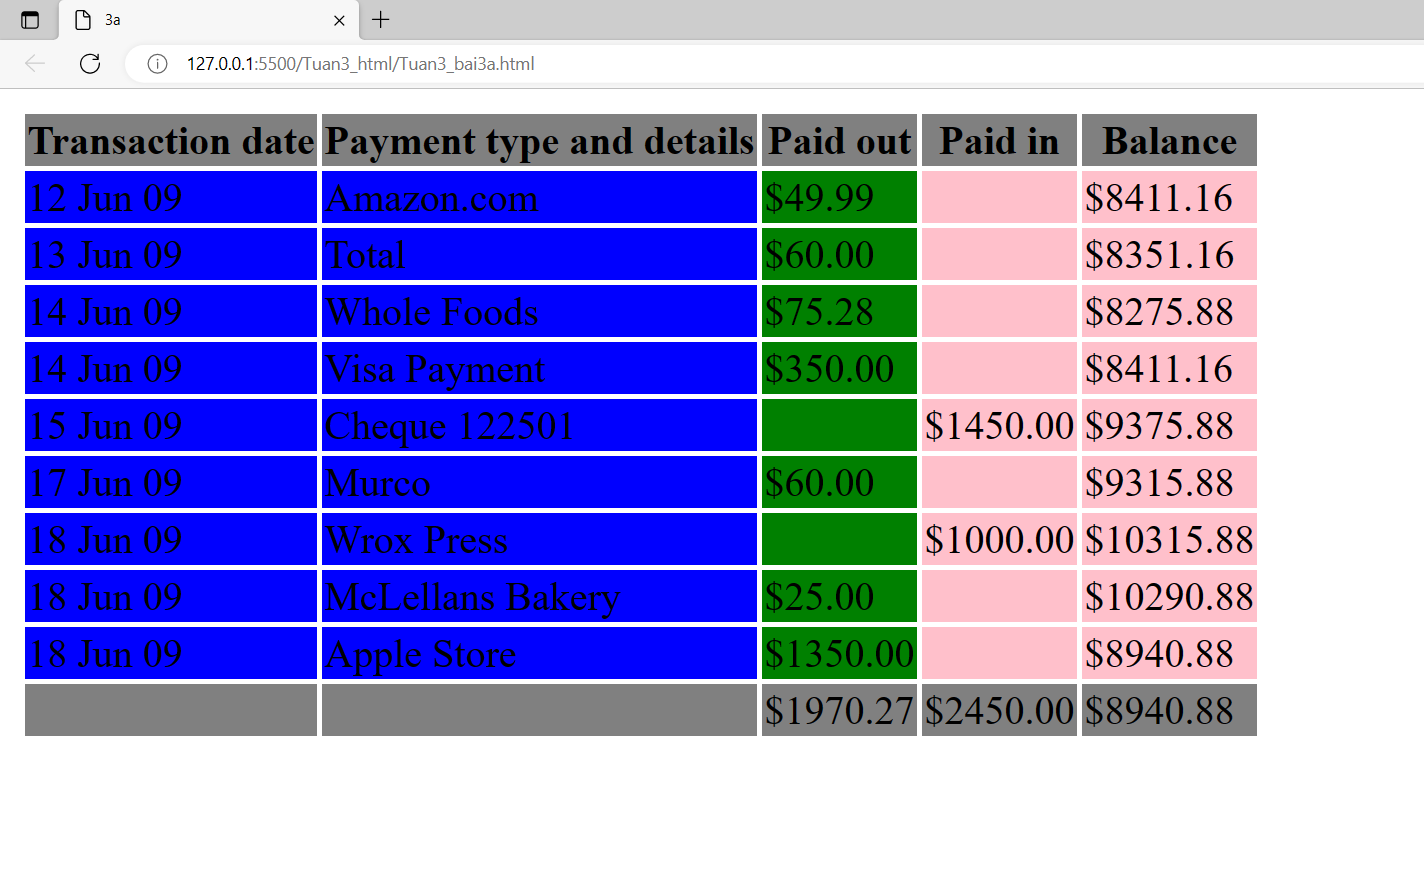 3a
127.0.0.1:5500/Tuan3_html/Tuan3_bai3a.html
Transaction date Payment type and details Paid out Paid in Balance
12 Jun 09 Amazon.com $49.99 $8411.16
13 Jun 09 Total $60.00 $8351.16
14 Jun 09 Whole Foods $75.28 $8275.88
14 Jun 09 Visa Payment $350.00 $8411.16
15 Jun 09 Cheque 122501 $1450.00 $9375.88
17 Jun 09 Murco $60.00 $9315.88
18 Jun 09 Wrox Press $1000.00 $10315.88
18 Jun 09 McLellans Bakery $25.00 $10290.88
18 Jun 09 Apple Store $1350.00 $8940.88
$1970.27 $2450.00 $8940.88